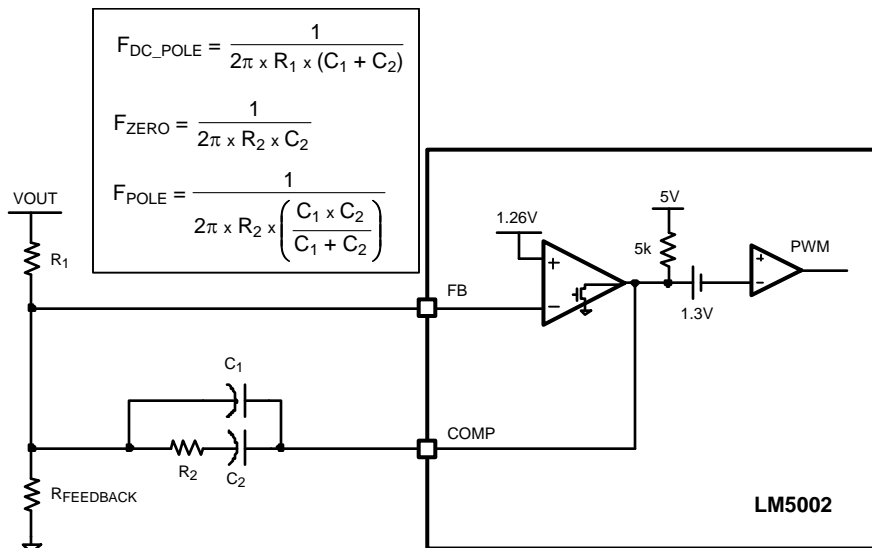 F_DC_POLE = 1 / (2π x R₁ x (C₁ + C₂))
F_ZERO = 1 / (2π x R₂ x C₂)
F_POLE = 1 / (2π x R₂ x ((C₁ x C₂) / (C₁ + C₂)))
VOUT
R₁
1.26V
5V
5k
+
−
FB
1.3V
+
-
PWM
C₁
R₂
C₂
COMP
R_FEEDBACK
LM5002